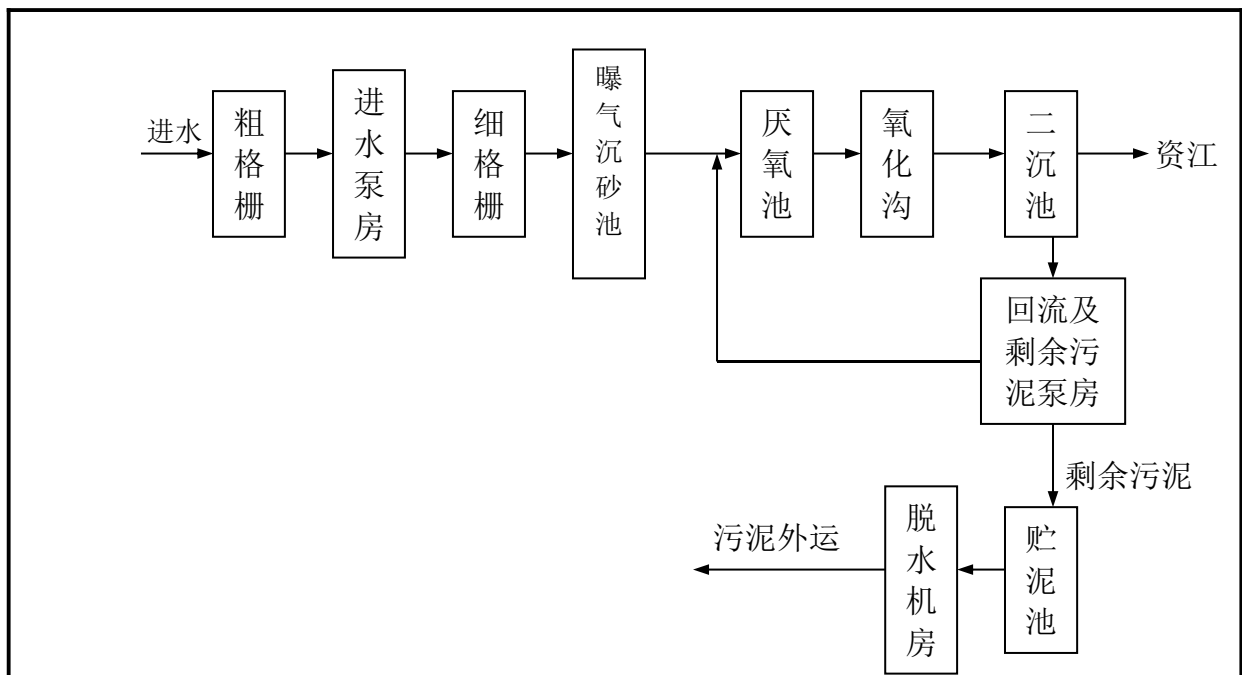 进水
粗格栅
进水泵房
细格栅
曝气沉砂池
厌氧池
氧化沟
二沉池
资江
回流及
剩余污
泥泵房
剩余污泥
贮泥池
脱水机房
污泥外运